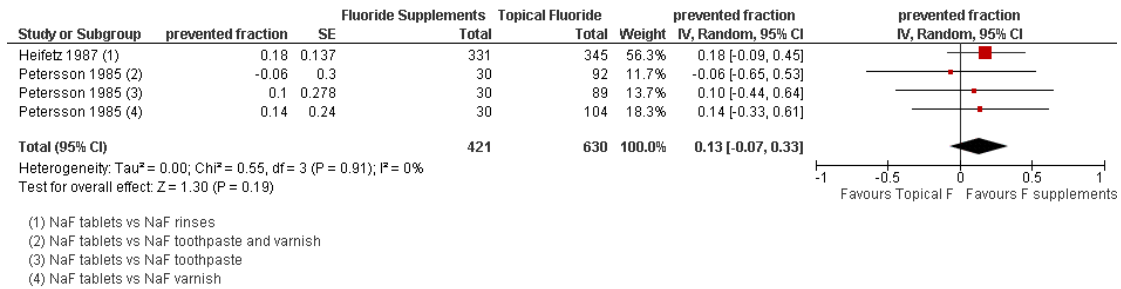 Fluoride Supplements Topical Fluoride prevented fraction prevented fraction
Study or Subgroup prevented fraction SE Total Total Weight IV, Random, 95% CI IV, Random, 95% CI
Heifetz 1987 (1) 0.18 0.137 331 345 56.3% 0.18 [-0.09, 0.45]
Petersson 1985 (2) -0.06 0.3 30 92 11.7% -0.06 [-0.65, 0.53]
Petersson 1985 (3) 0.1 0.278 30 89 13.7% 0.10 [-0.44, 0.64]
Petersson 1985 (4) 0.14 0.24 30 104 18.3% 0.14 [-0.33, 0.61]
Total (95% CI) 421 630 100.0% 0.13 [-0.07, 0.33]
Heterogeneity: Tau² = 0.00; Chi² = 0.55, df = 3 (P = 0.91); I² = 0%
Test for overall effect: Z = 1.30 (P = 0.19)
-1 -0.5 0 0.5 1
Favours Topical F Favours F supplements
(1) NaF tablets vs NaF rinses
(2) NaF tablets vs NaF toothpaste and varnish
(3) NaF tablets vs NaF toothpaste
(4) NaF tablets vs NaF varnish